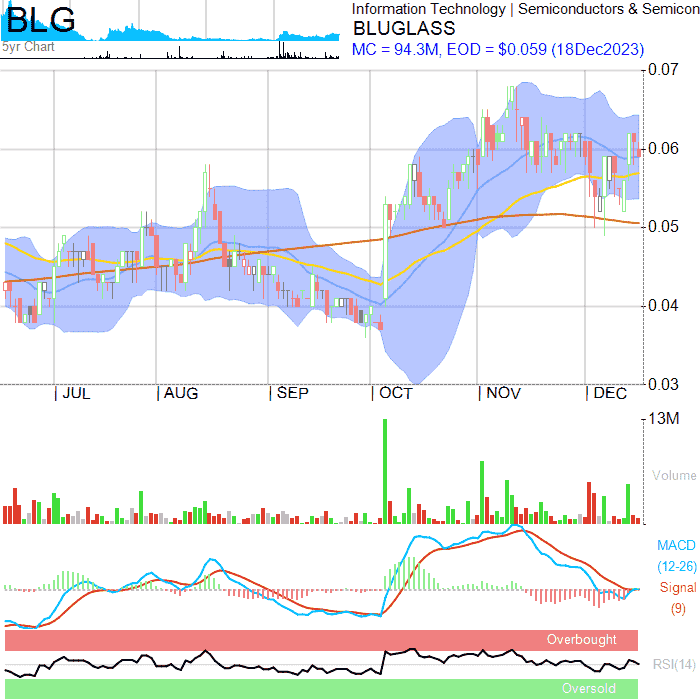 BLG
5yr Chart
Information Technology | Semiconductors & Semicon
BLUGLASS
MC = 94.3M, EOD = $0.059 (18Dec2023)
0.07
0.06
0.05
0.04
0.03
JUL
AUG
SEP
OCT
NOV
DEC
13M
Volume
MACD
(12-26)
Signal
(9)
Overbought
RSI(14)
Oversold